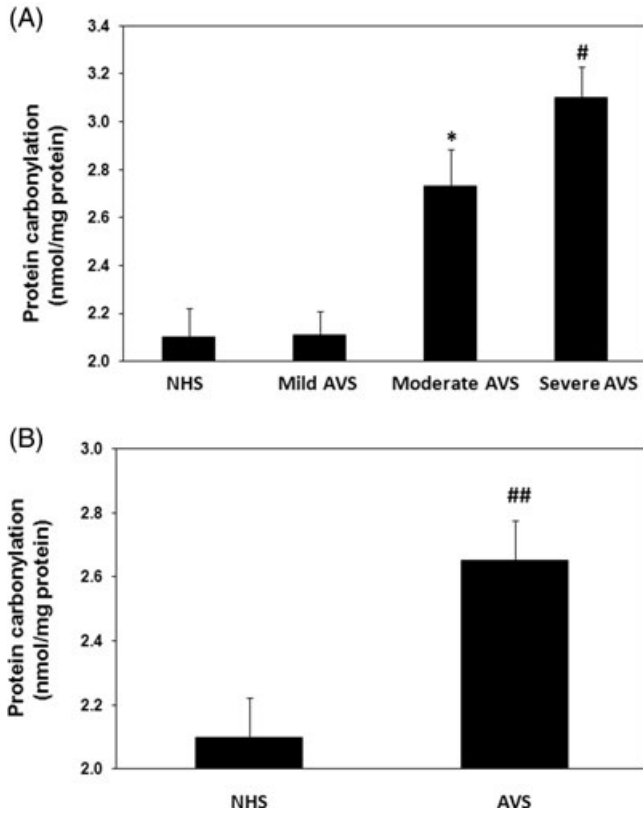 (A)
Protein carbonylation
(nmol/mg protein)
3.4
3.2
3.0
2.8
2.6
2.4
2.2
2.0
*
#
NHS
Mild AVS
Moderate AVS
Severe AVS
(B)
Protein carbonylation
(nmol/mg protein)
3.0
2.8
2.6
2.4
2.2
2.0
##
NHS
AVS